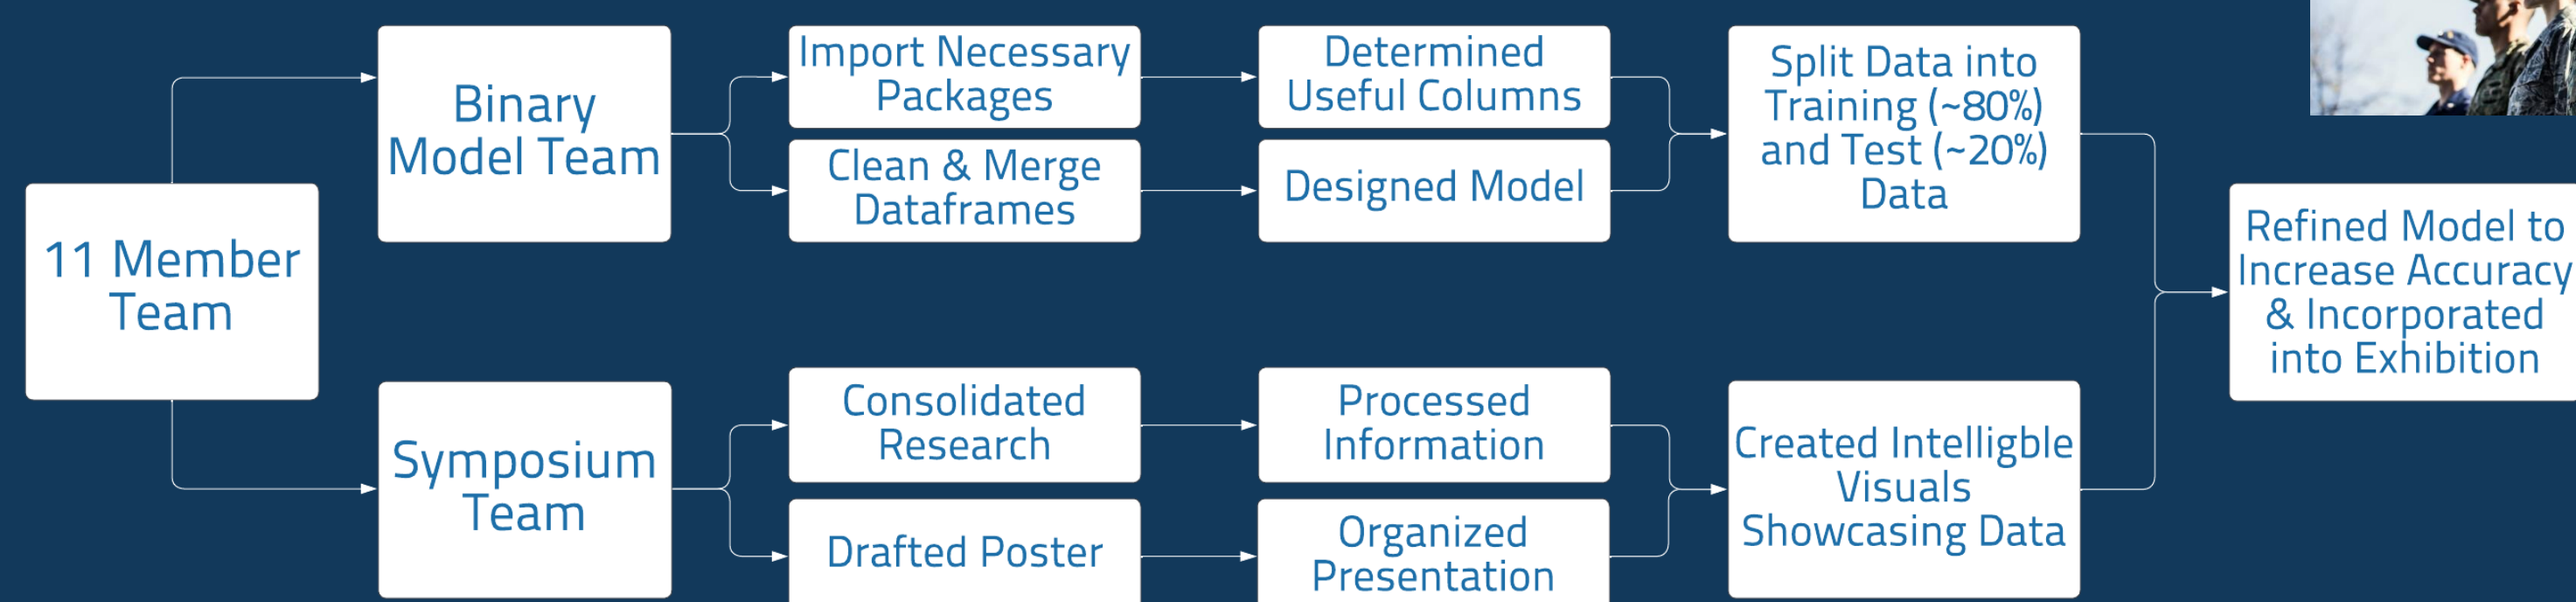 11 Member
Team
Binary
Model Team
Import Necessary
Packages
Clean & Merge
Dataframes
Determined
Useful Columns
Designed Model
Split Data into
Training (~80%)
and Test (~20%)
Data
Symposium
Team
Consolidated
Research
Drafted Poster
Processed
Information
Organized
Presentation
Created Intelligble
Visuals
Showcasing Data
Refined Model to
Increase Accuracy
& Incorporated
into Exhibition